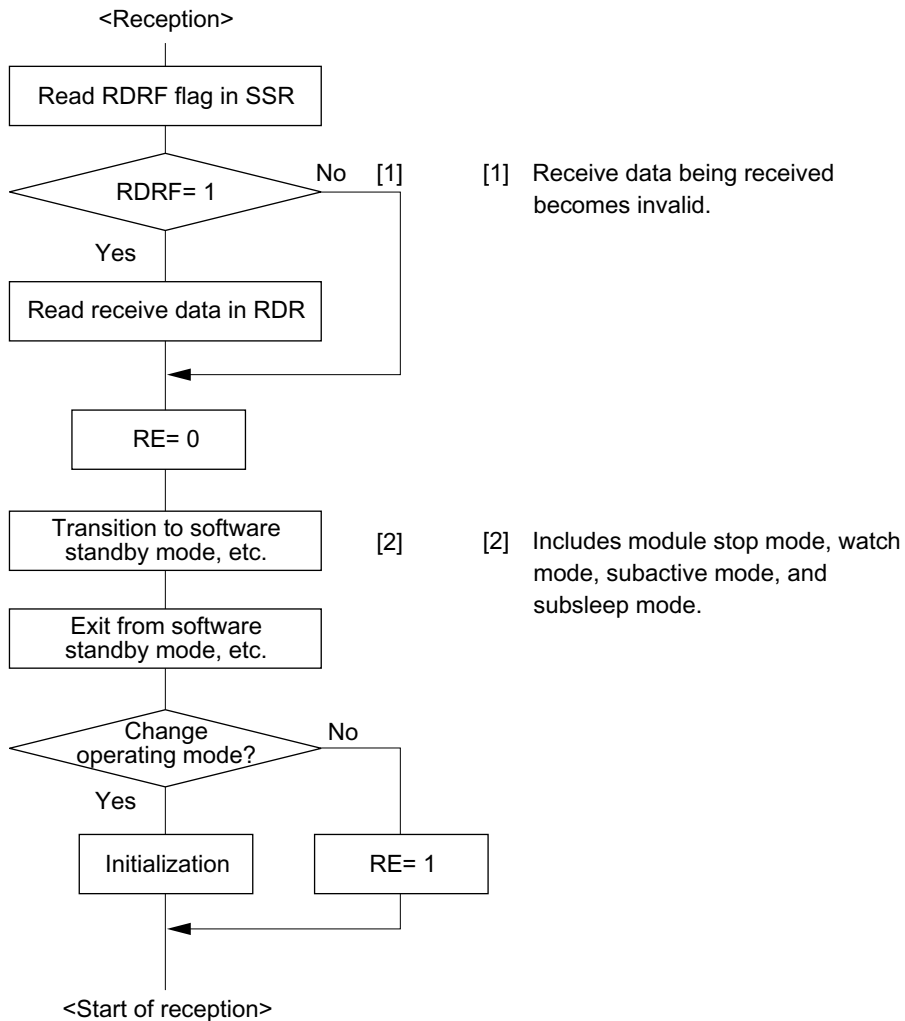 <Reception>
Read RDRF flag in SSR
RDRF= 1
No
[1]
[1] Receive data being received
becomes invalid.
Yes
Read receive data in RDR
RE= 0
Transition to software
standby mode, etc.
[2]
[2] Includes module stop mode, watch
mode, subactive mode, and
subsleep mode.
Exit from software
standby mode, etc.
Change
operating mode?
No
Yes
Initialization
RE= 1
<Start of reception>